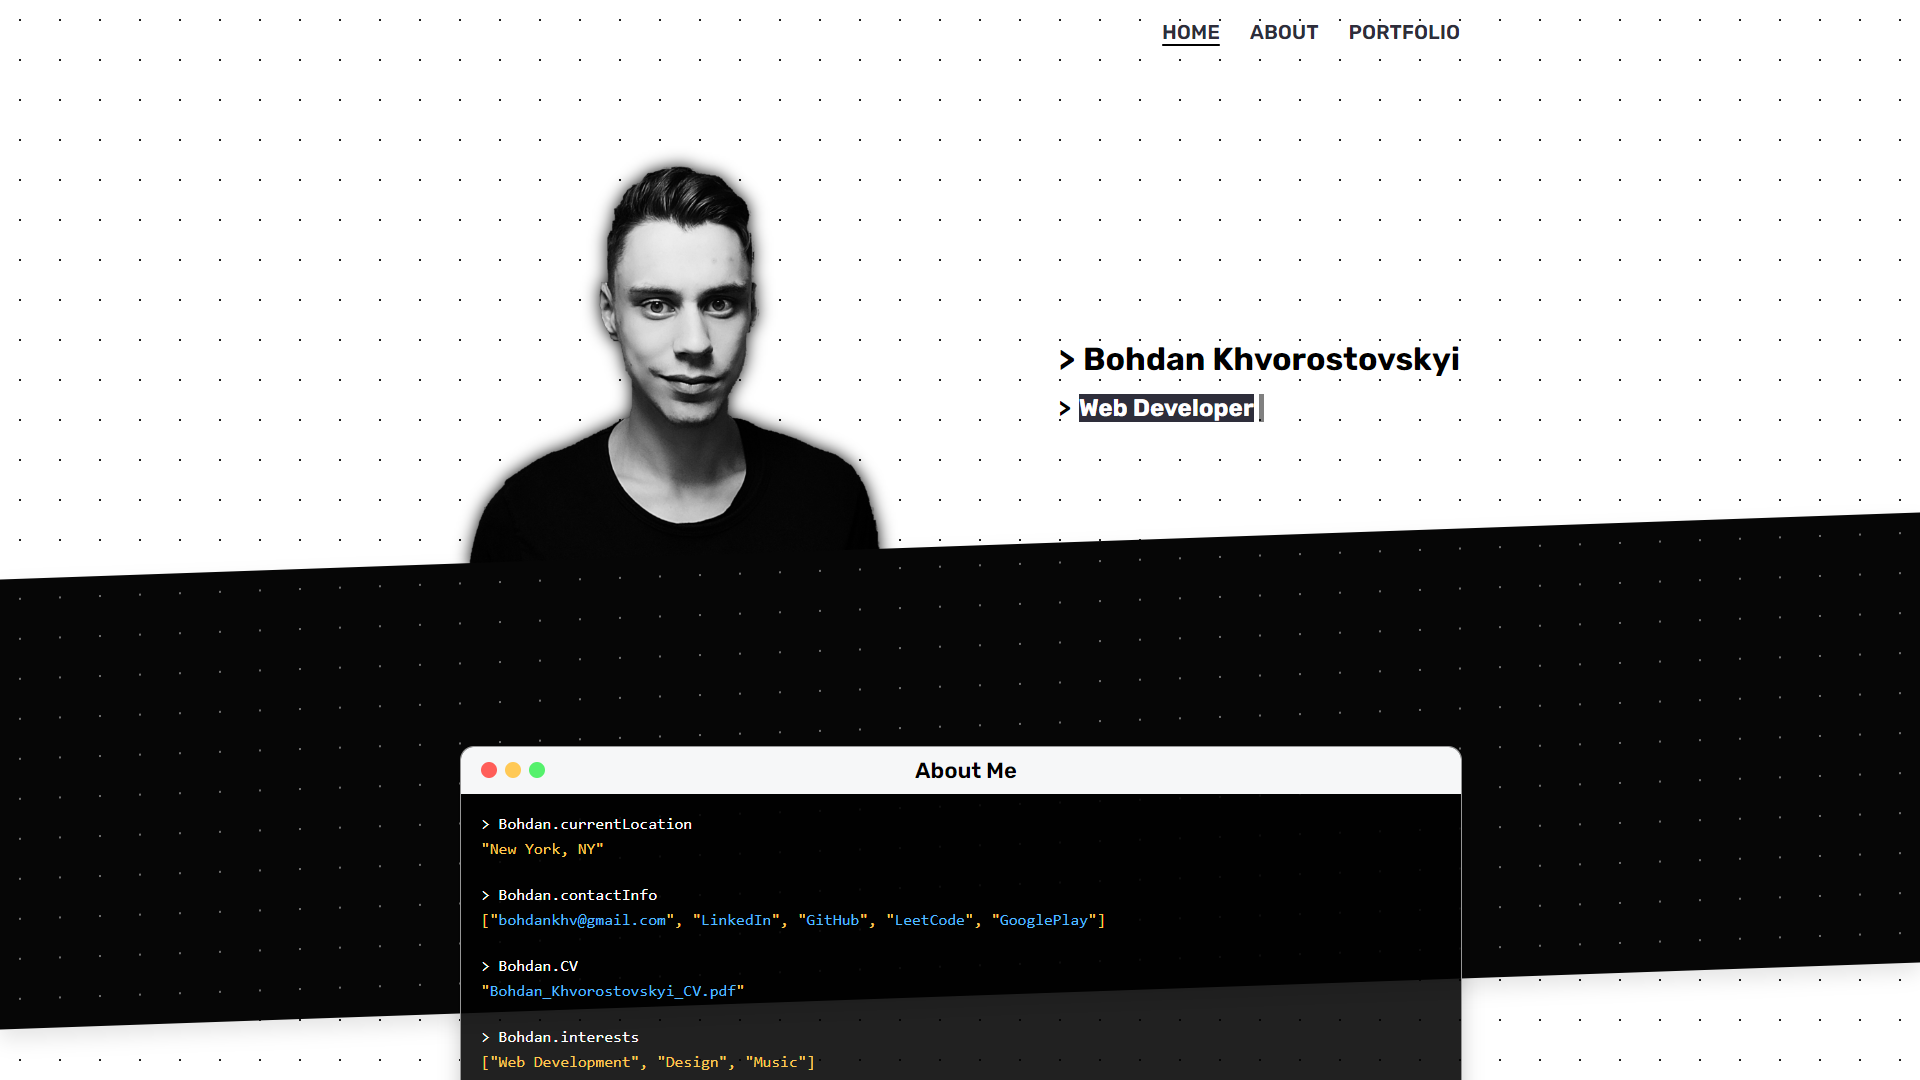 HOME ABOUT PORTFOLIO
> Bohdan Khvorostovskyi
> Web Developer
About Me
> Bohdan.currentLocation
"New York, NY"
> Bohdan.contactInfo
["bohdankhv@gmail.com", "LinkedIn", "GitHub", "LeetCode", "GooglePlay"]
> Bohdan.CV
"Bohdan_Khvorostovskyi_CV.pdf"
> Bohdan.interests
["Web Development", "Design", "Music"]